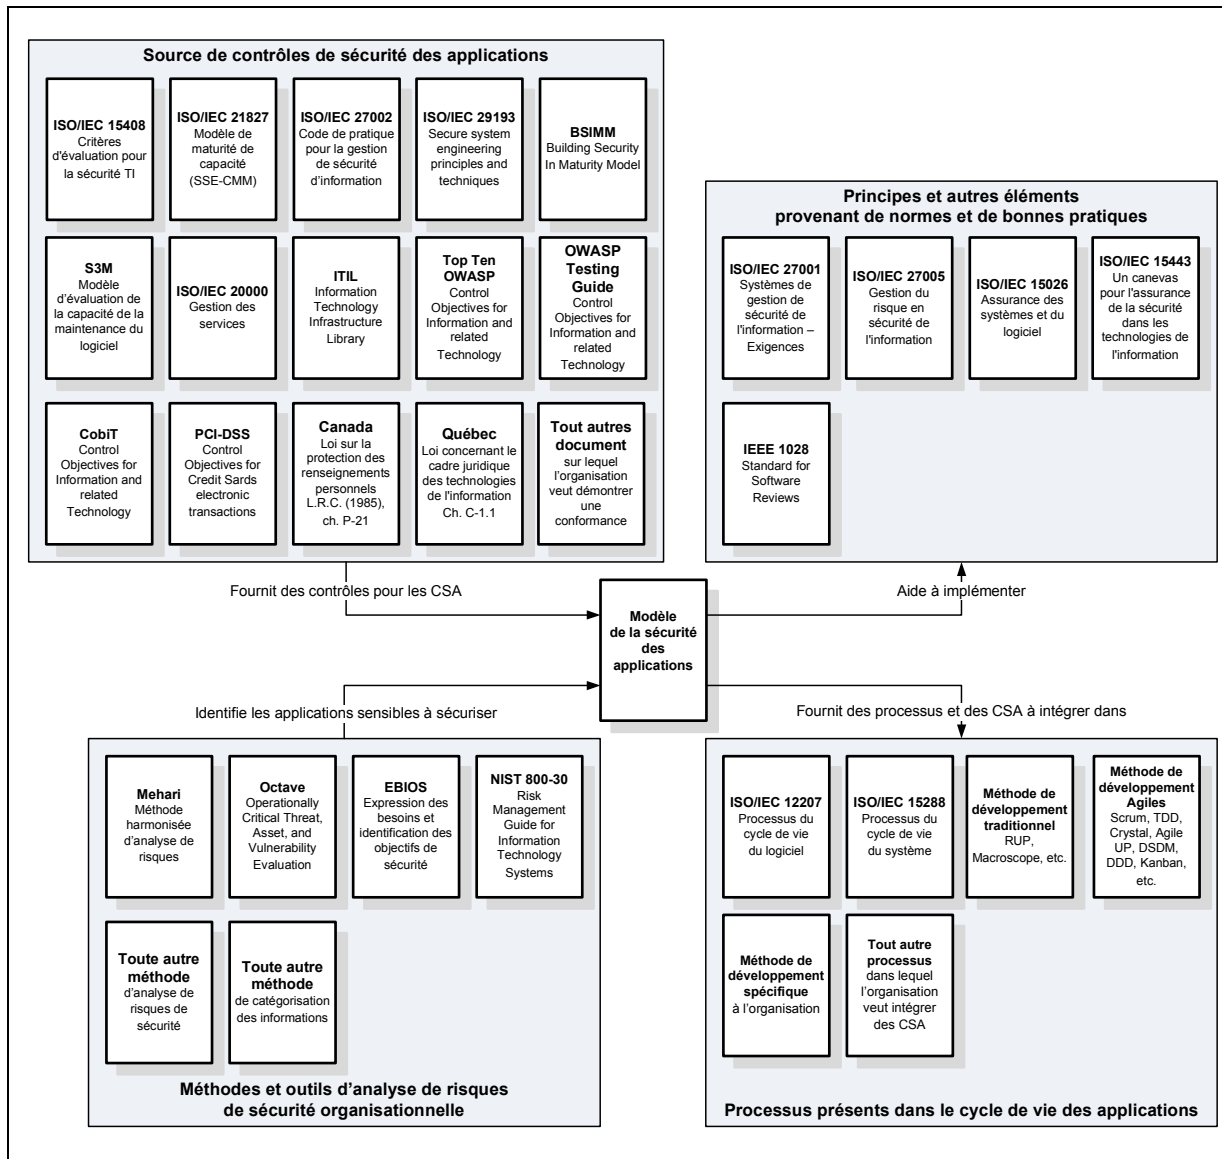 Source de contrôles de sécurité des applications
ISO/IEC 15408
Critères
d'évaluation pour
la sécurité TI
ISO/IEC 21827
Modèle de
maturité de
capacité
(SSE-CMM)
ISO/IEC 27002
Code de pratique
pour la gestion
de sécurité
d'information
ISO/IEC 29193
Secure system
engineering
principles and
techniques
BSIMM
Building Security
In Maturity Model
S3M
Modèle
d'évaluation de
la capacité de la
maintenance du
logiciel
ISO/IEC 20000
Gestion des
services
ITIL
Information
Technology
Infrastructure
Library
Top Ten
OWASP
Control
Objectives for
Information and
related
Technology
OWASP
Testing
Guide
Control
Objectives for
Information and
related
Technology
CobiT
Control
Objectives for
Information and
related
Technology
PCI-DSS
Control
Objectives for
Credit Sards
electronic
transactions
Canada
Loi sur la
protection des
renseignements
personnels
L.R.C. (1985),
ch. P-21
Québec
Loi concernant le
cadre juridique
des technologies
de l'information
Ch. C-1.1
Tout autres
document
sur lequel
l'organisation
veut démontrer
une
conformance
Principes et autres éléments
provenant de normes et de bonnes pratiques
ISO/IEC 27001
Systèmes de
gestion de
sécurité de
l'information –
Exigences
ISO/IEC 27005
Gestion du
risque en
sécurité de
l'information
ISO/IEC 15026
Assurance des
systèmes et du
logiciel
ISO/IEC 15443
Un canevas
pour l'assurance
de la sécurité
dans les
technologies de
l'information
IEEE 1028
Standard for
Software
Reviews
Fournit des contrôles pour les CSA
Aide à implémenter
Modèle
de la sécurité
des
applications
Identifie les applications sensibles à sécuriser
Fournit des processus et des CSA à intégrer dans
Mehari
Méthode
harmonisée
d'analyse de
risques
Octave
Operationally
Critical Threat,
Asset, and
Vulnerability
Evaluation
EBIOS
Expression des
besoins et
identification des
objectifs de
sécurité
NIST 800-30
Risk
Management
Guide for
Information
Technology
Systems
Toute autre
méthode
d'analyse de
risques de
sécurité
Toute autre
méthode
de catégorisation
des informations
Méthodes et outils d'analyse de risques
de sécurité organisationnelle
ISO/IEC 12207
Processus du
cycle de vie
du logiciel
ISO/IEC 15288
Processus du
cycle de vie
du système
Méthode de
développement
traditionnel
RUP,
Macroscope, etc.
Méthode de
développement
Agiles
Scrum, TDD,
Crystal, Agile
UP, DSDM,
DDD, Kanban,
etc.
Méthode de
développement
spécifique
à l'organisation
Tout autre
processus
dans lequel
l'organisation
veut intégrer
des CSA
Processus présents dans le cycle de vie des applications